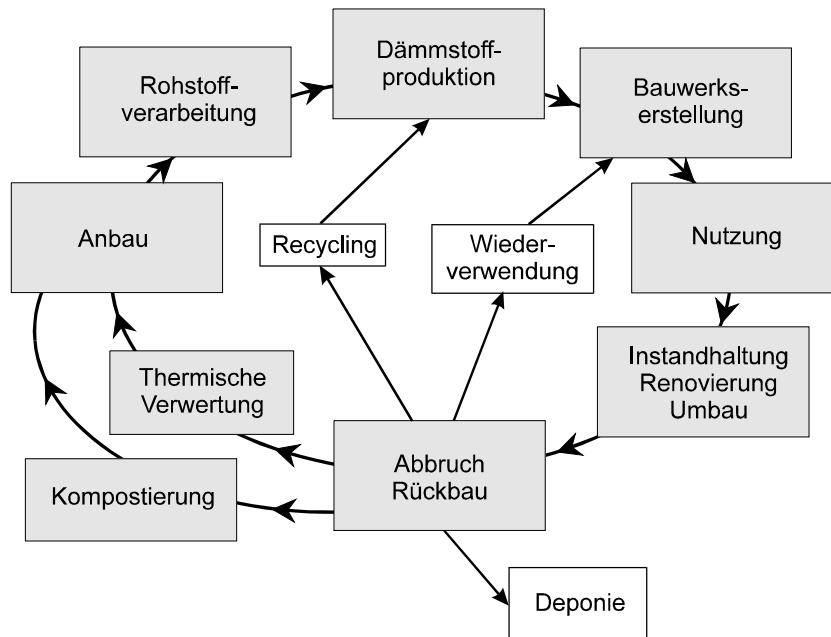 Dämmstoff-
produktion
Rohstoff-
verarbeitung
Bauwerks-
erstellung
Anbau
Recycling
Wieder-
verwendung
Nutzung
Thermische
Verwertung
Instandhaltung
Renovierung
Umbau
Kompostierung
Abbruch
Rückbau
Deponie